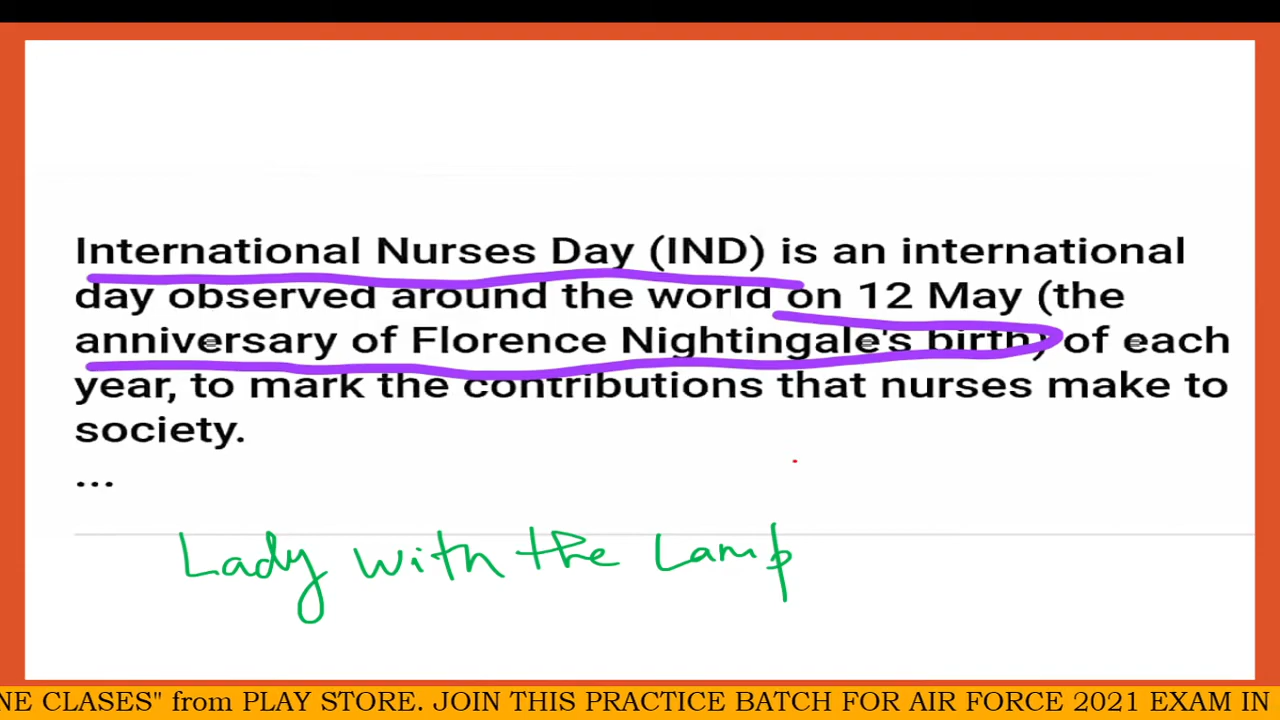 International Nurses Day (IND) is an international
day observed around the world on 12 May (the
anniversary of Florence Nightingale's birth) of each
year, to mark the contributions that nurses make to
society.
...
Lady with the Lamp
NE CLASES" from PLAY STORE. JOIN THIS PRACTICE BATCH FOR AIR FORCE 2021 EXAM IN